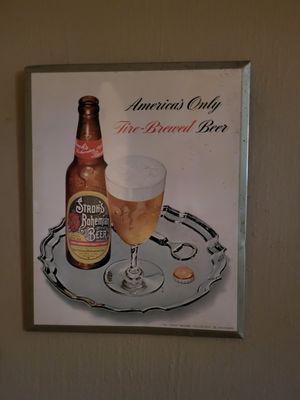 America's Only
Fire-Brewed Beer
STROH'S
Bohemian
BEER